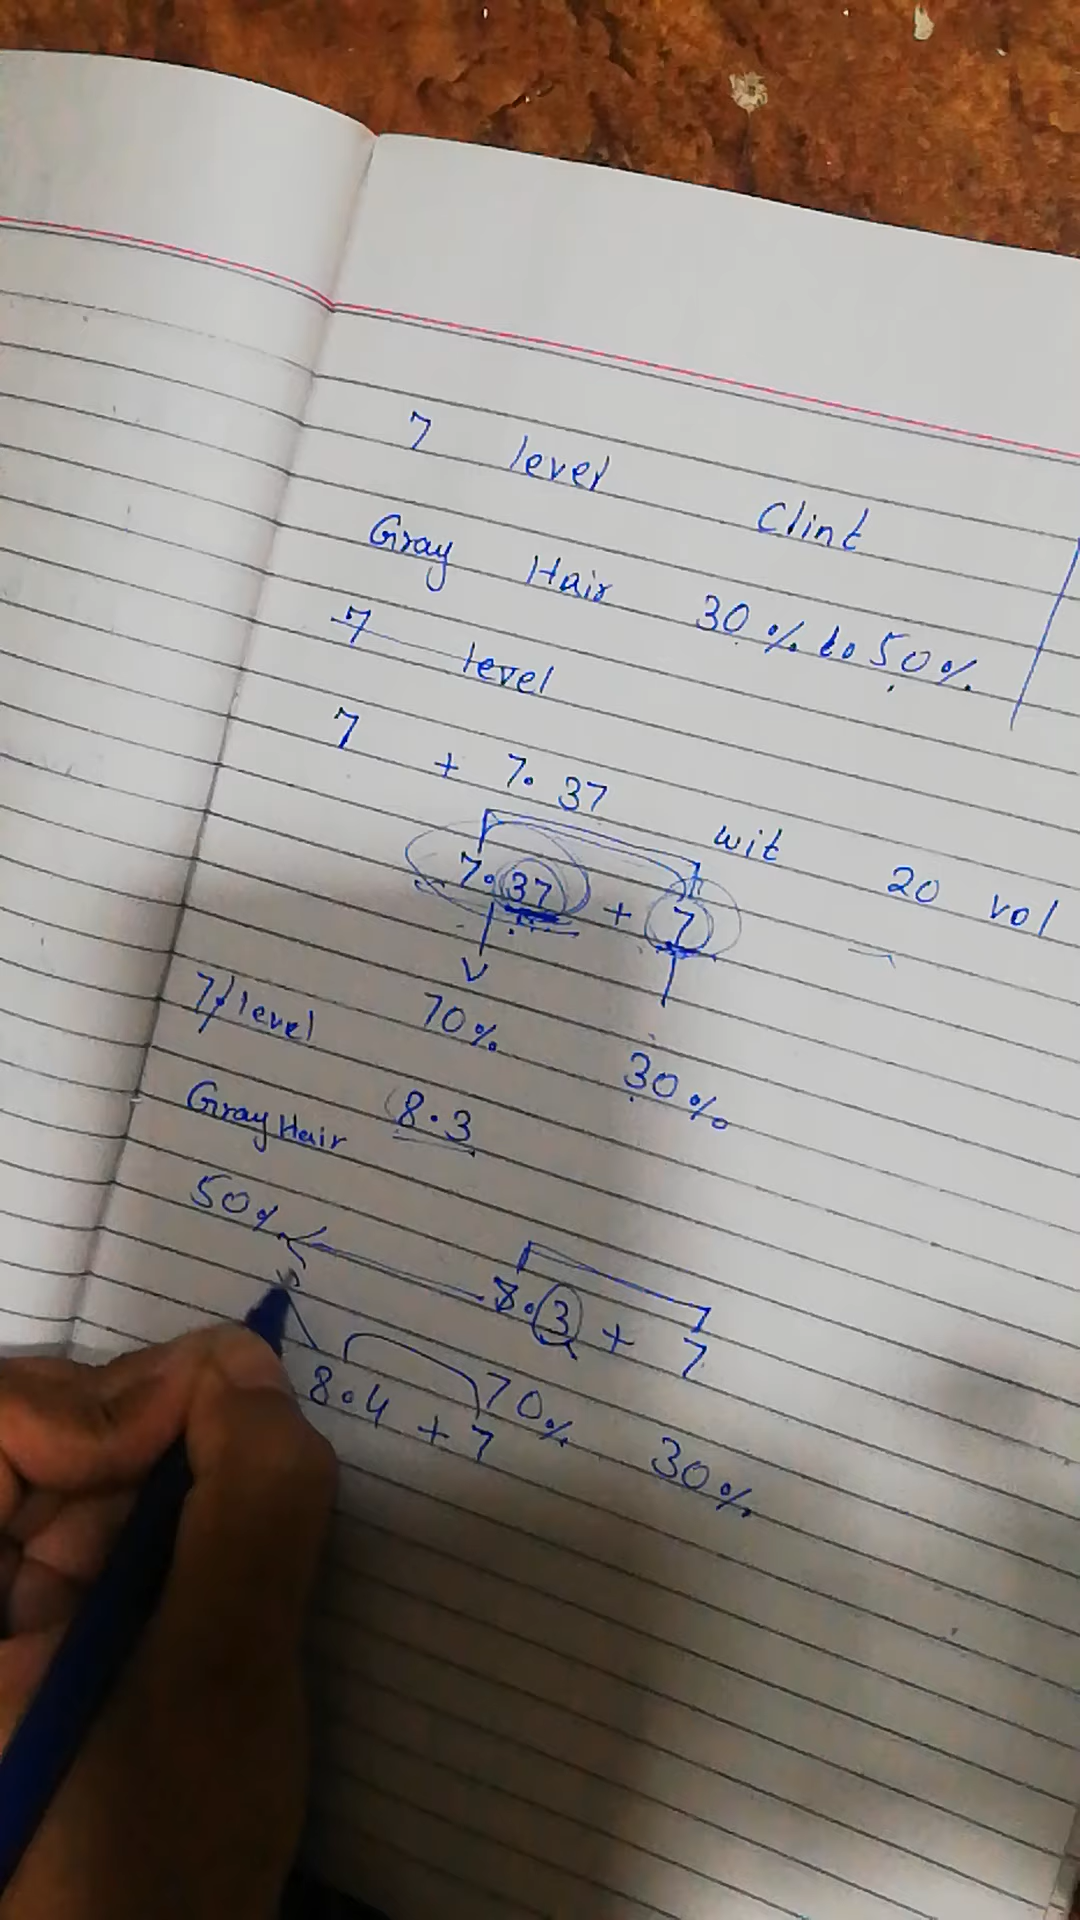 7 level Clint
Gray Hair 30% to 50%
7 level
7 + 7.37 wit 20 vol
7.37 + 7
70% 30%
7 level
Gray Hair 8.3
50%
8.3 + 7
70% 30%
8.4 + 7